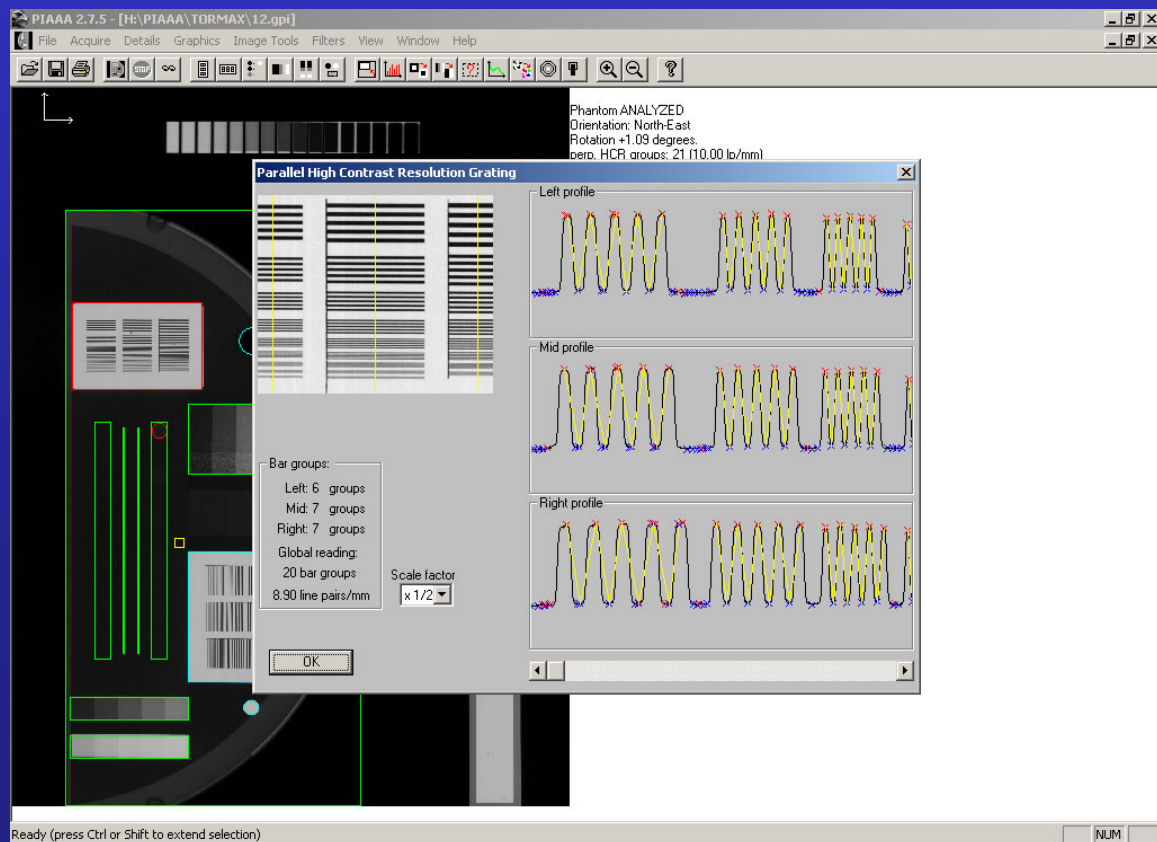 PIAAA 2.7.5 - [H:\PIAAA\TORMAX\12.gpi]
File Acquire Details Graphics Image Tools Filters View Window Help
STOP
Phantom ANALYZED
Orientation: North-East
Rotation +1.09 degrees.
perp. HCR groups: 21 (10.00 lp/mm)
Parallel High Contrast Resolution Grating
Left profile
Mid profile
Right profile
Bar groups:
Left: 6 groups
Mid: 7 groups
Right: 7 groups
Global reading:
20 bar groups
8.90 line pairs/mm
Scale factor
x 1/2
OK
Ready (press Ctrl or Shift to extend selection)
NUM